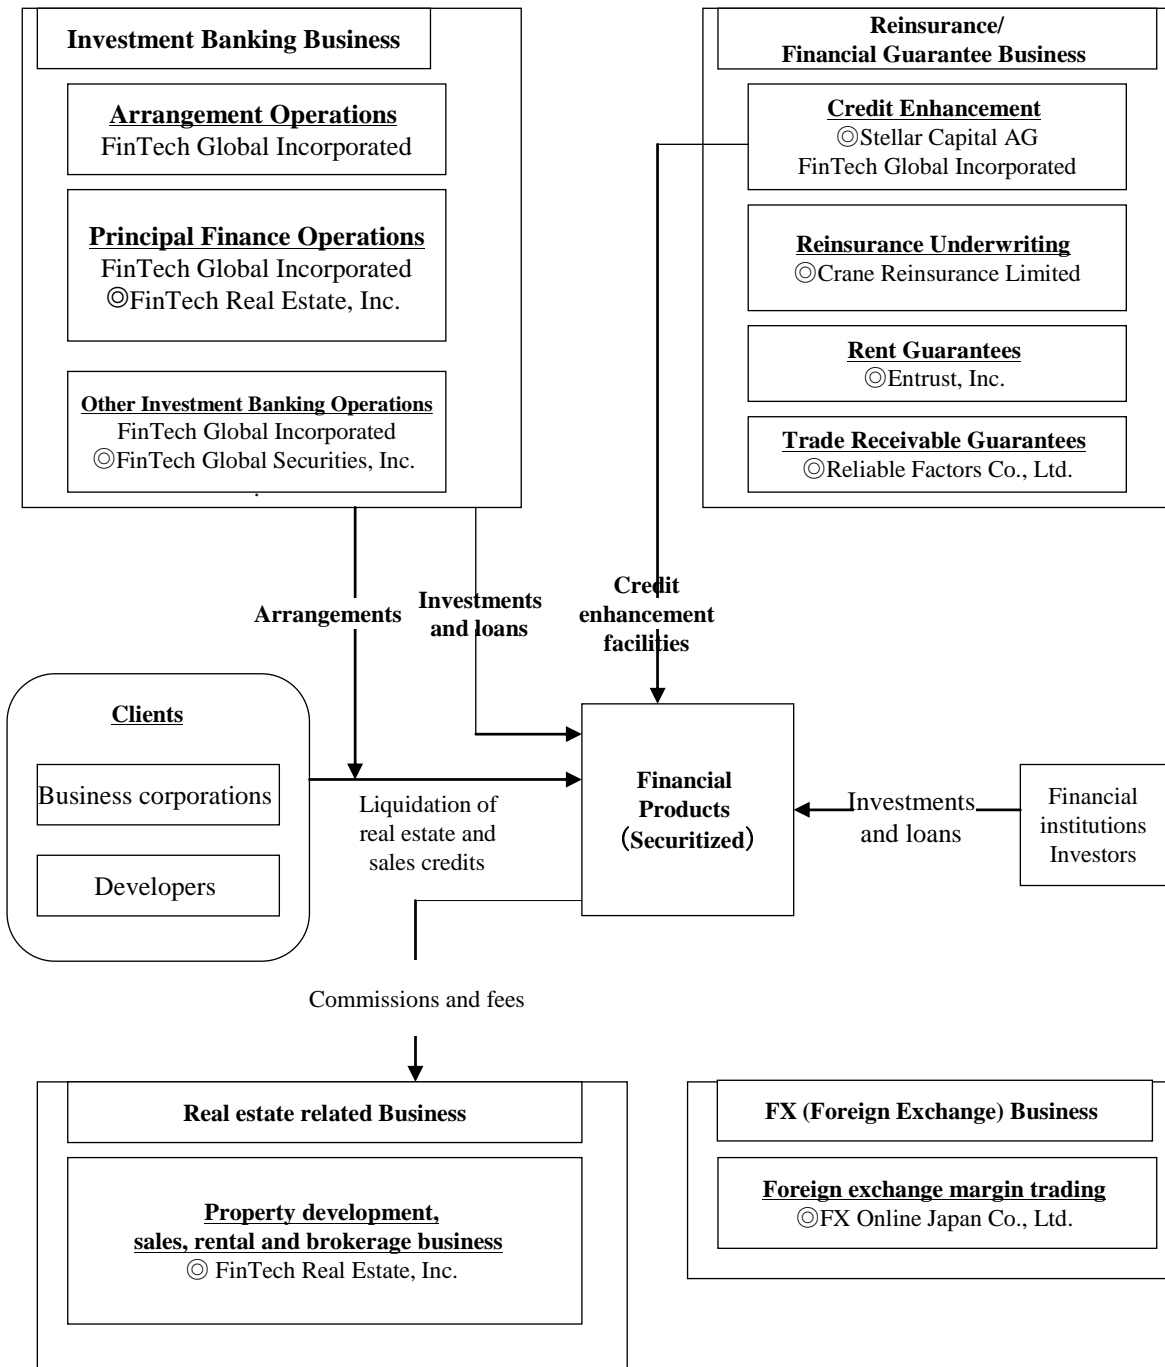 Investment Banking Business
Arrangement Operations
FinTech Global Incorporated
Principal Finance Operations
FinTech Global Incorporated
◎FinTech Real Estate, Inc.
Other Investment Banking Operations
FinTech Global Incorporated
◎FinTech Global Securities, Inc.
.
Reinsurance/
Financial Guarantee Business
Credit Enhancement
◎Stellar Capital AG
FinTech Global Incorporated
Reinsurance Underwriting
◎Crane Reinsurance Limited
Rent Guarantees
◎Entrust, Inc.
Trade Receivable Guarantees
◎Reliable Factors Co., Ltd.
Arrangements
Investments
and loans
Credit
enhancement
facilities
Clients
Business corporations
Developers
Liquidation of
real estate and
sales credits
Financial
Products
（Securitized）
Investments
and loans
Financial
institutions
Investors
Commissions and fees
Real estate related Business
Property development,
sales, rental and brokerage business
◎ FinTech Real Estate, Inc.
FX (Foreign Exchange) Business
Foreign exchange margin trading
◎FX Online Japan Co., Ltd.